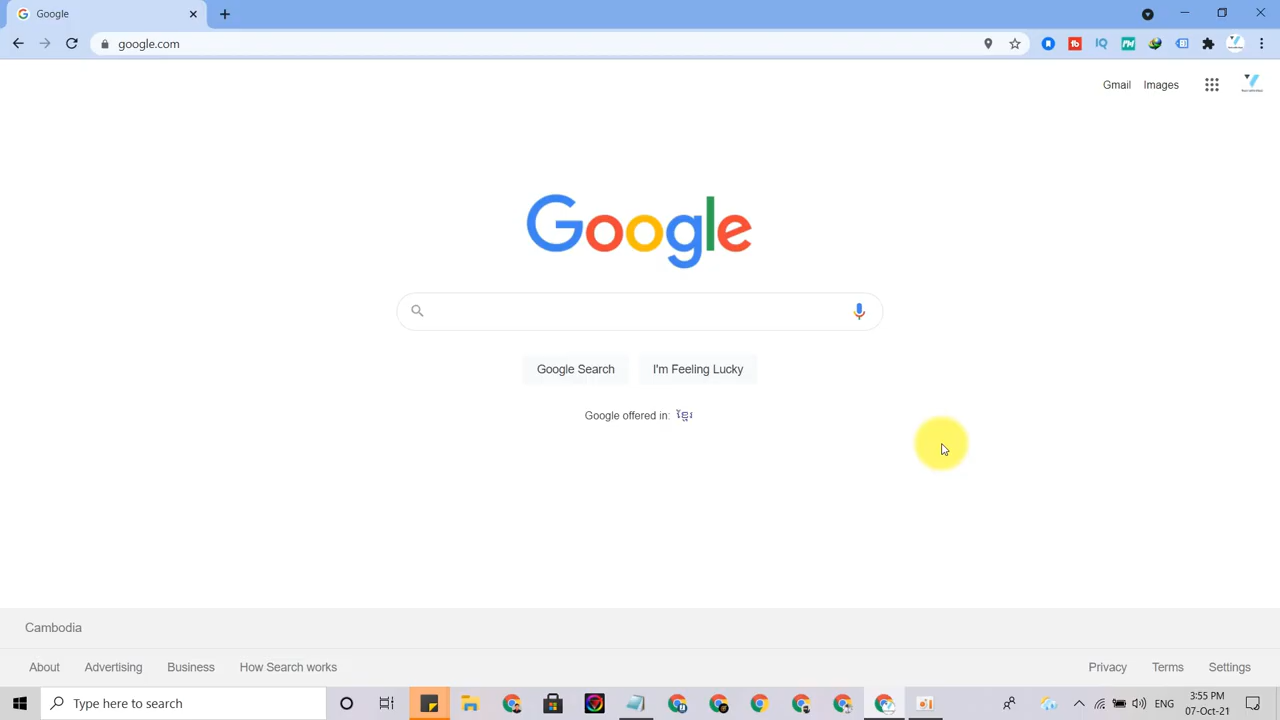 Google
google.com
Gmail
Images
Google
Google Search
I'm Feeling Lucky
Google offered in: ខ្មែរ
Cambodia
About
Advertising
Business
How Search works
Privacy
Terms
Settings
Type here to search
ENG
3:55 PM
07-Oct-21